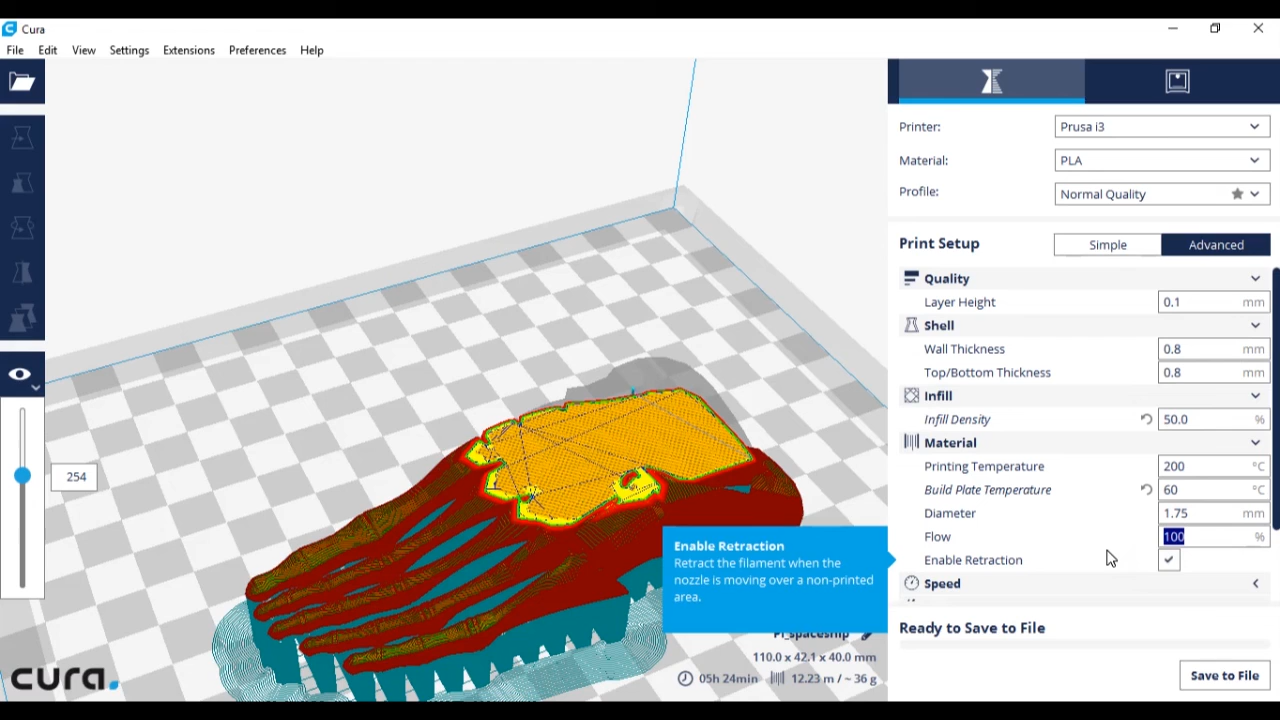 Cura
File Edit View Settings Extensions Preferences Help
Printer: Prusa i3
Material: PLA
Profile: Normal Quality
Print Setup Simple Advanced
Quality
Layer Height 0.1 mm
Shell
Wall Thickness 0.8 mm
Top/Bottom Thickness 0.8 mm
Infill
Infill Density 50.0 %
Material
Printing Temperature 200 °C
Build Plate Temperature 60 °C
Diameter 1.75 mm
Flow 100 %
Enable Retraction
Speed
254
Enable Retraction
Retract the filament when the
nozzle is moving over a non-printed
area.
PI_spaceship
110.0 x 42.1 x 40.0 mm
05h 24min 12.23 m / ~ 36 g
Ready to Save to File
Save to File
cura.